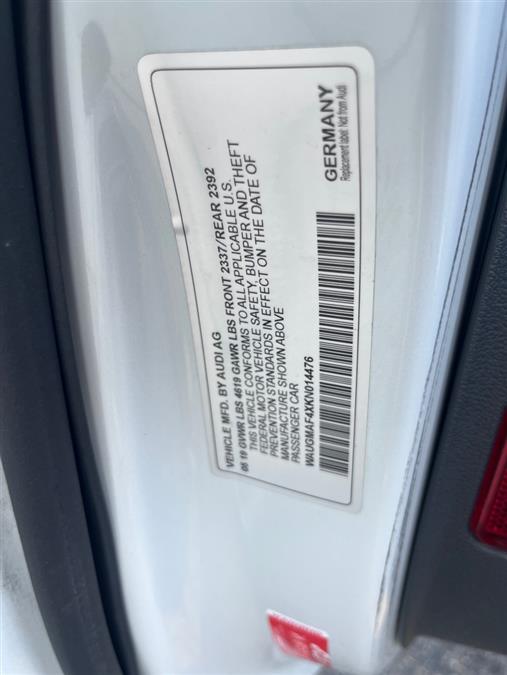 VEHICLE MFD. BY AUDI AG
06 19 GVWR LBS 4619 GAWR LBS FRONT 2337/REAR 2392
THIS VEHICLE CONFORMS TO ALL APPLICABLE U.S.
FEDERAL MOTOR VEHICLE SAFETY, BUMPER AND THEFT
PREVENTION STANDARDS IN EFFECT ON THE DATE OF
MANUFACTURE SHOWN ABOVE
PASSENGER CAR
WAUGMAF4XKN014476
GERMANY
Replacement label. Not from Audi